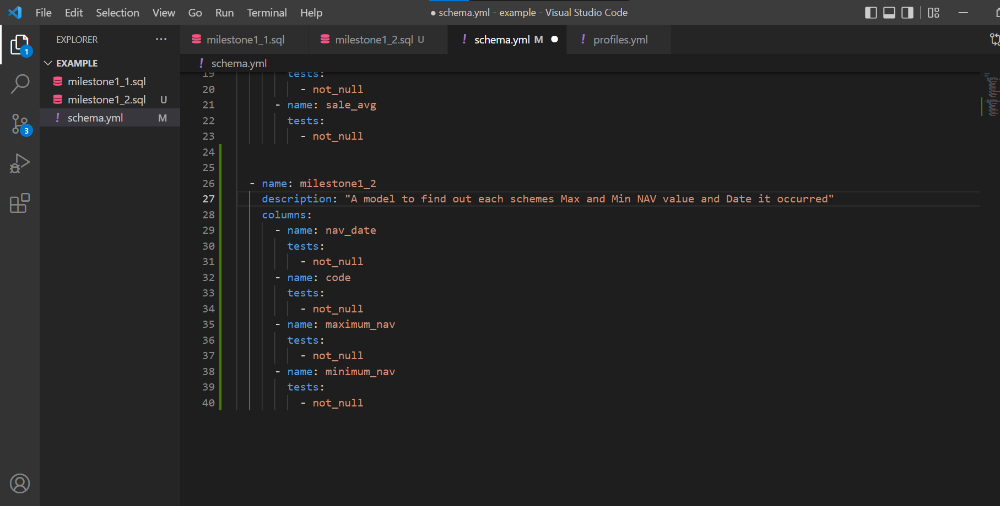 File Edit Selection View Go Run Terminal Help
● schema.yml - example - Visual Studio Code
EXPLORER ...
milestone1_1.sql
milestone1_2.sql U
! schema.yml M ●
! profiles.yml
1
EXAMPLE
milestone1_1.sql
milestone1_2.sql U
! schema.yml M
3
! schema.yml
19 tests:
20 - not_null
21 - name: sale_avg
22 tests:
23 - not_null
24
25
26 - name: milestone1_2
27 description: "A model to find out each schemes Max and Min NAV value and Date it occurred"
28 columns:
29 - name: nav_date
30 tests:
31 - not_null
32 - name: code
33 tests:
34 - not_null
35 - name: maximum_nav
36 tests:
37 - not_null
38 - name: minimum_nav
39 tests:
40 - not_null